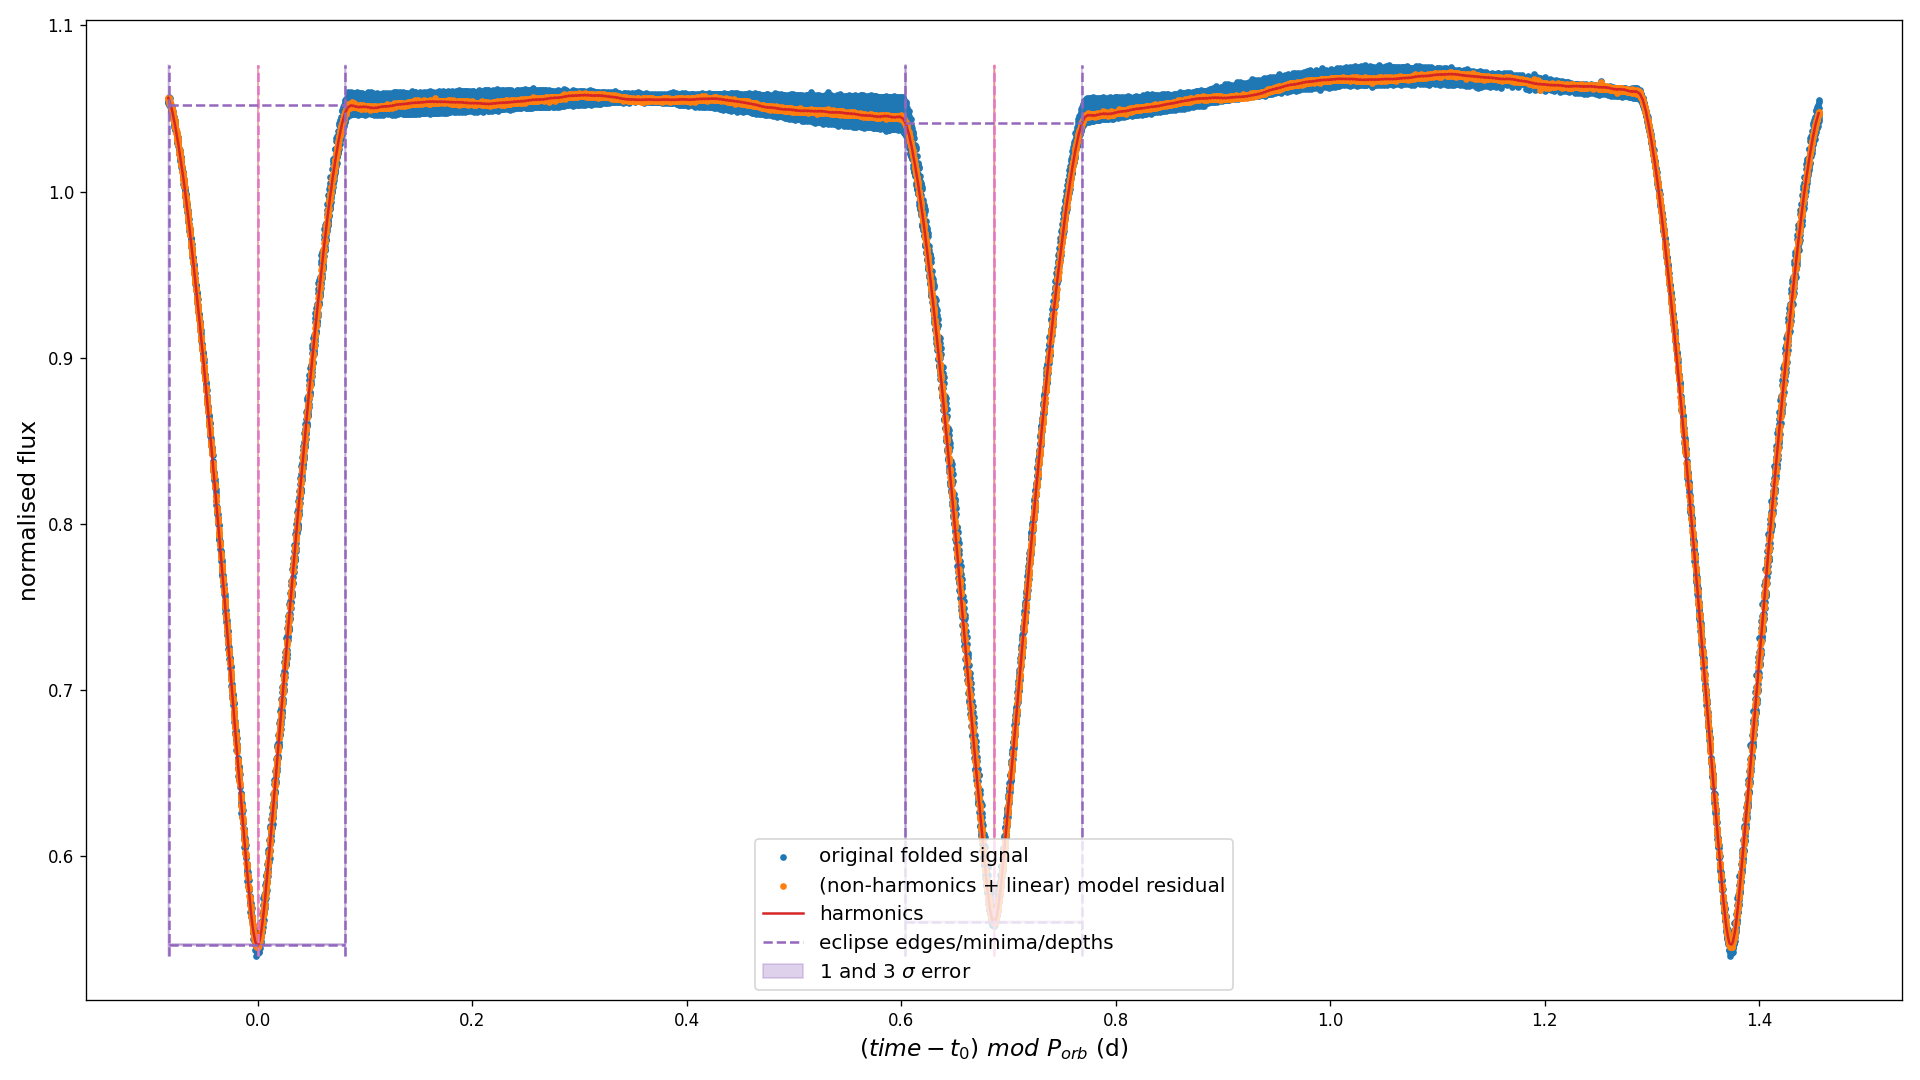 1.1
1.0
0.9
0.8
0.7
0.6
normalised flux
original folded signal
(non-harmonics + linear) model residual
harmonics
eclipse edges/minima/depths
1 and 3 σ error
0.0 0.2 0.4 0.6 0.8 1.0 1.2 1.4
(time − t₀) mod Pₒᵣb (d)